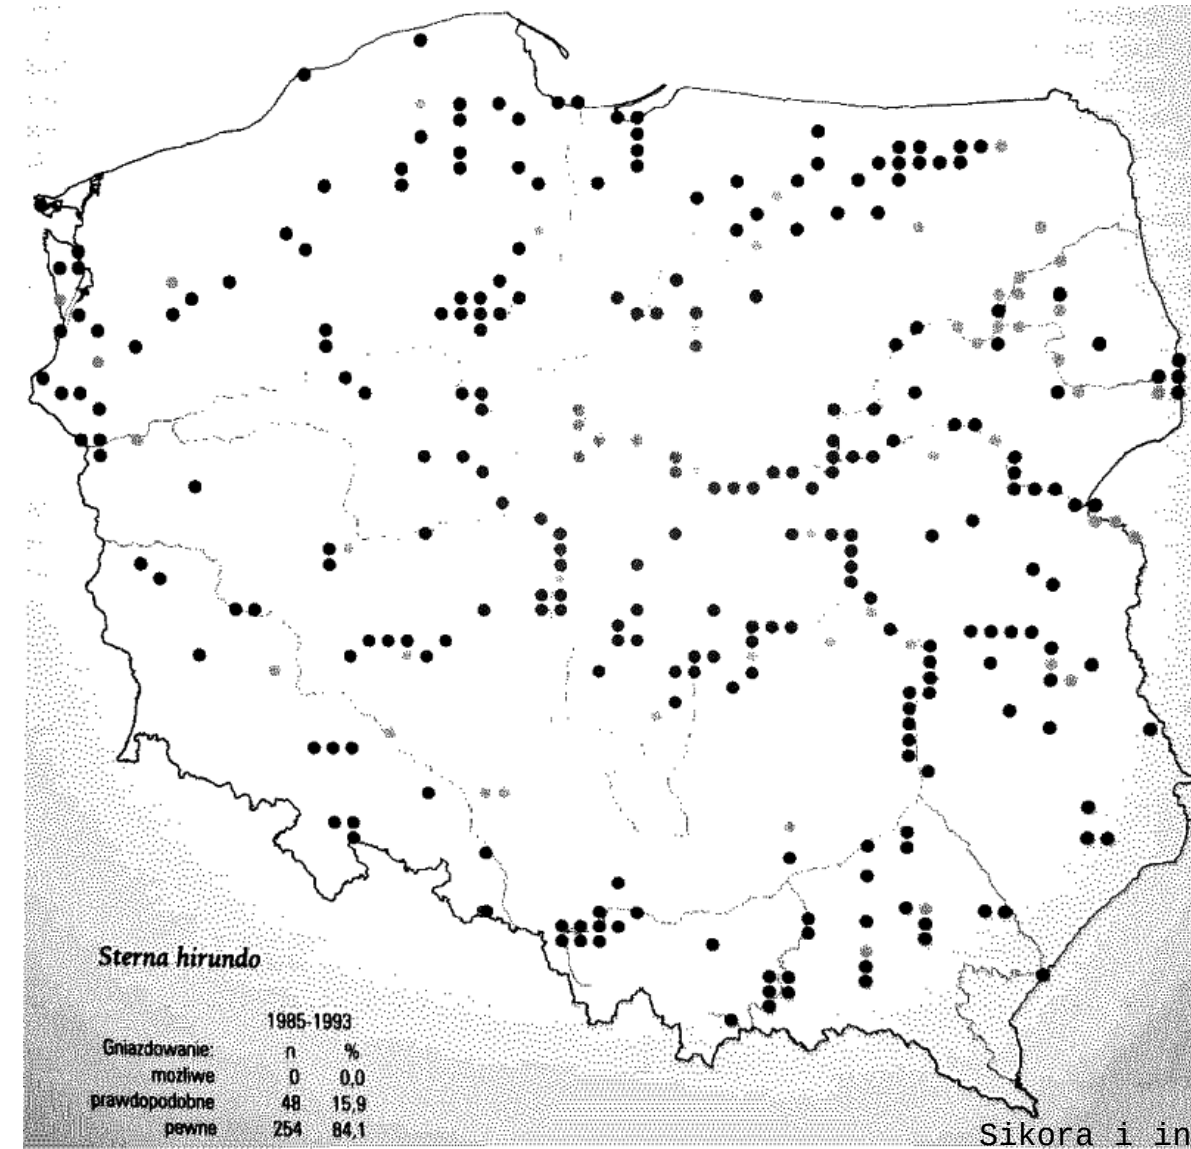 Sterna hirundo
1985-1993
Gniazdowanie: n %
możliwe 0 0,0
prawdopodobne 48 15,9
pewne 254 84,1
Sikora i in